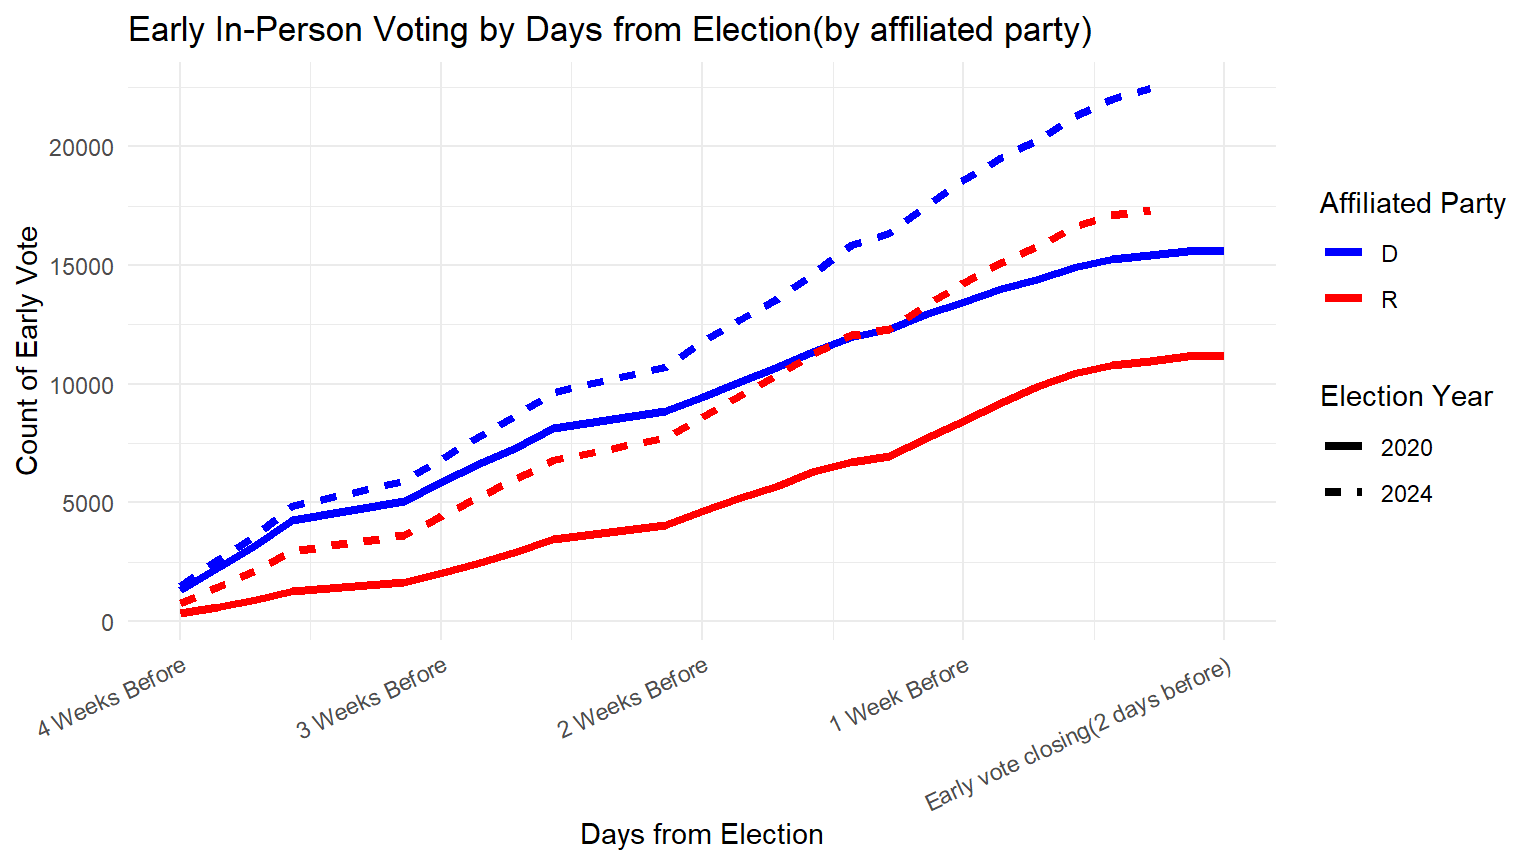 Early In-Person Voting by Days from Election(by affiliated party)
Count of Early Vote
20000
15000
10000
5000
0
4 Weeks Before
3 Weeks Before
2 Weeks Before
1 Week Before
Early vote closing(2 days before)
Days from Election
Affiliated Party
D
R
Election Year
2020
2024